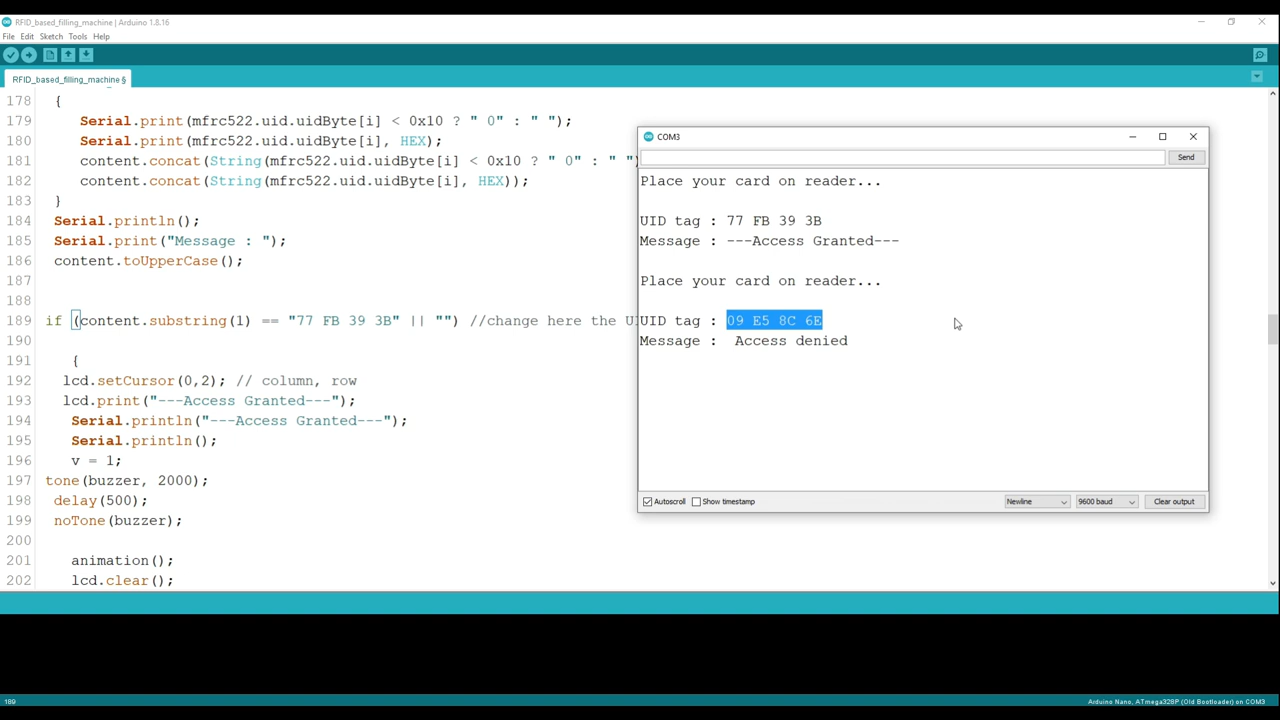 RFID_based_filling_machine | Arduino 1.8.16
File Edit Sketch Tools Help
RFID_based_filling_machine §
178 {
179 Serial.print(mfrc522.uid.uidByte[i] < 0x10 ? " 0" : " ");
180 Serial.print(mfrc522.uid.uidByte[i], HEX);
181 content.concat(String(mfrc522.uid.uidByte[i] < 0x10 ? " 0" : " "
182 content.concat(String(mfrc522.uid.uidByte[i], HEX));
183 }
184 Serial.println();
185 Serial.print("Message : ");
186 content.toUpperCase();
187
188
189 if (content.substring(1) == "77 FB 39 3B" || "") //change here the
190
191 {
192 lcd.setCursor(0,2); // column, row
193 lcd.print("---Access Granted---");
194 Serial.println("---Access Granted---");
195 Serial.println();
196 v = 1;
197 tone(buzzer, 2000);
198 delay(500);
199 noTone(buzzer);
200
201 animation();
202 lcd.clear();
COM3
Send
Place your card on reader...
UID tag : 77 FB 39 3B
Message : ---Access Granted---
Place your card on reader...
UID tag : 09 E5 8C 6E
Message : Access denied
Autoscroll Show timestamp Newline 9600 baud Clear output
189 Arduino Nano, ATmega328P (Old Bootloader) on COM3